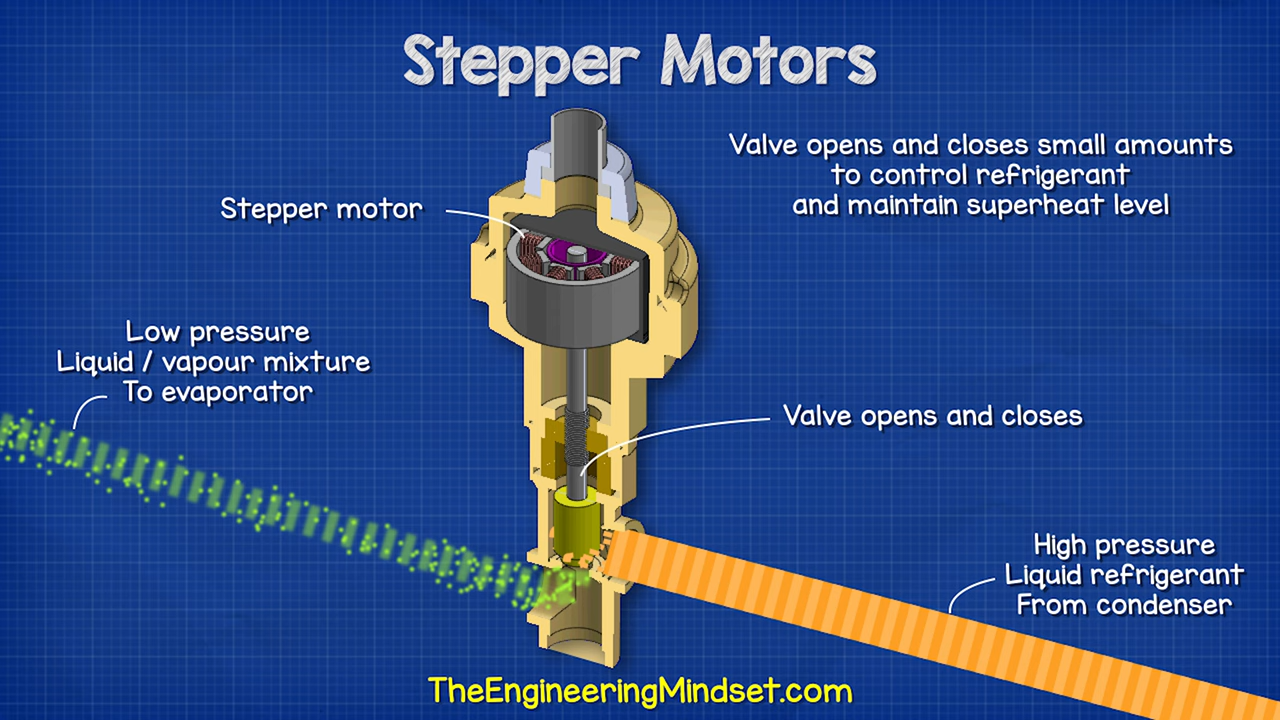 Stepper Motors
Valve opens and closes small amounts
to control refrigerant
and maintain superheat level
Stepper motor
Low pressure
Liquid / vapour mixture
To evaporator
Valve opens and closes
High pressure
Liquid refrigerant
From condenser
TheEngineeringMindset.com